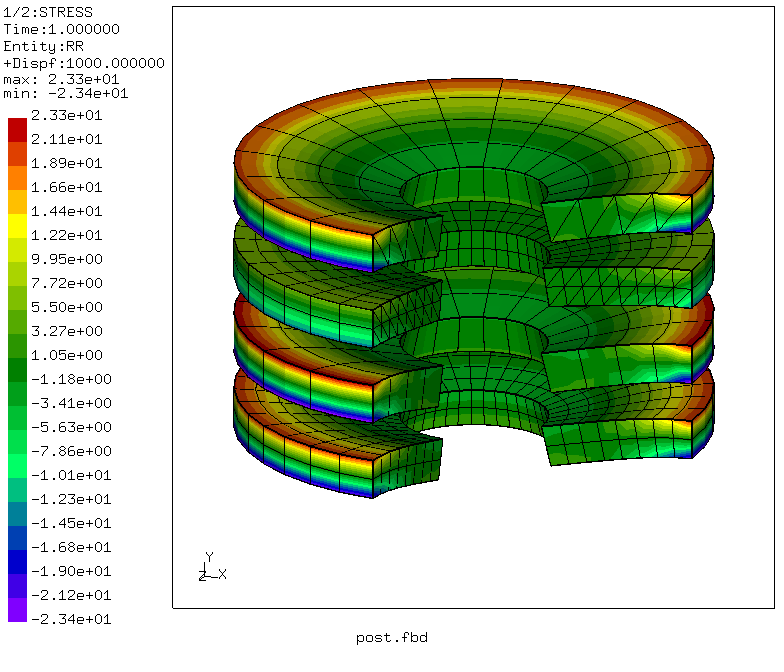 1/2:STRESS
Time:1.000000
Entity:RR
+Dispf:1000.000000
max: 2.33e+01
min: -2.34e+01
2.33e+01
2.11e+01
1.89e+01
1.66e+01
1.44e+01
1.22e+01
9.95e+00
7.72e+00
5.50e+00
3.27e+00
1.05e+00
-1.18e+00
-3.41e+00
-5.63e+00
-7.86e+00
-1.01e+01
-1.23e+01
-1.45e+01
-1.68e+01
-1.90e+01
-2.12e+01
-2.34e+01
Y
Z X
post.fbd